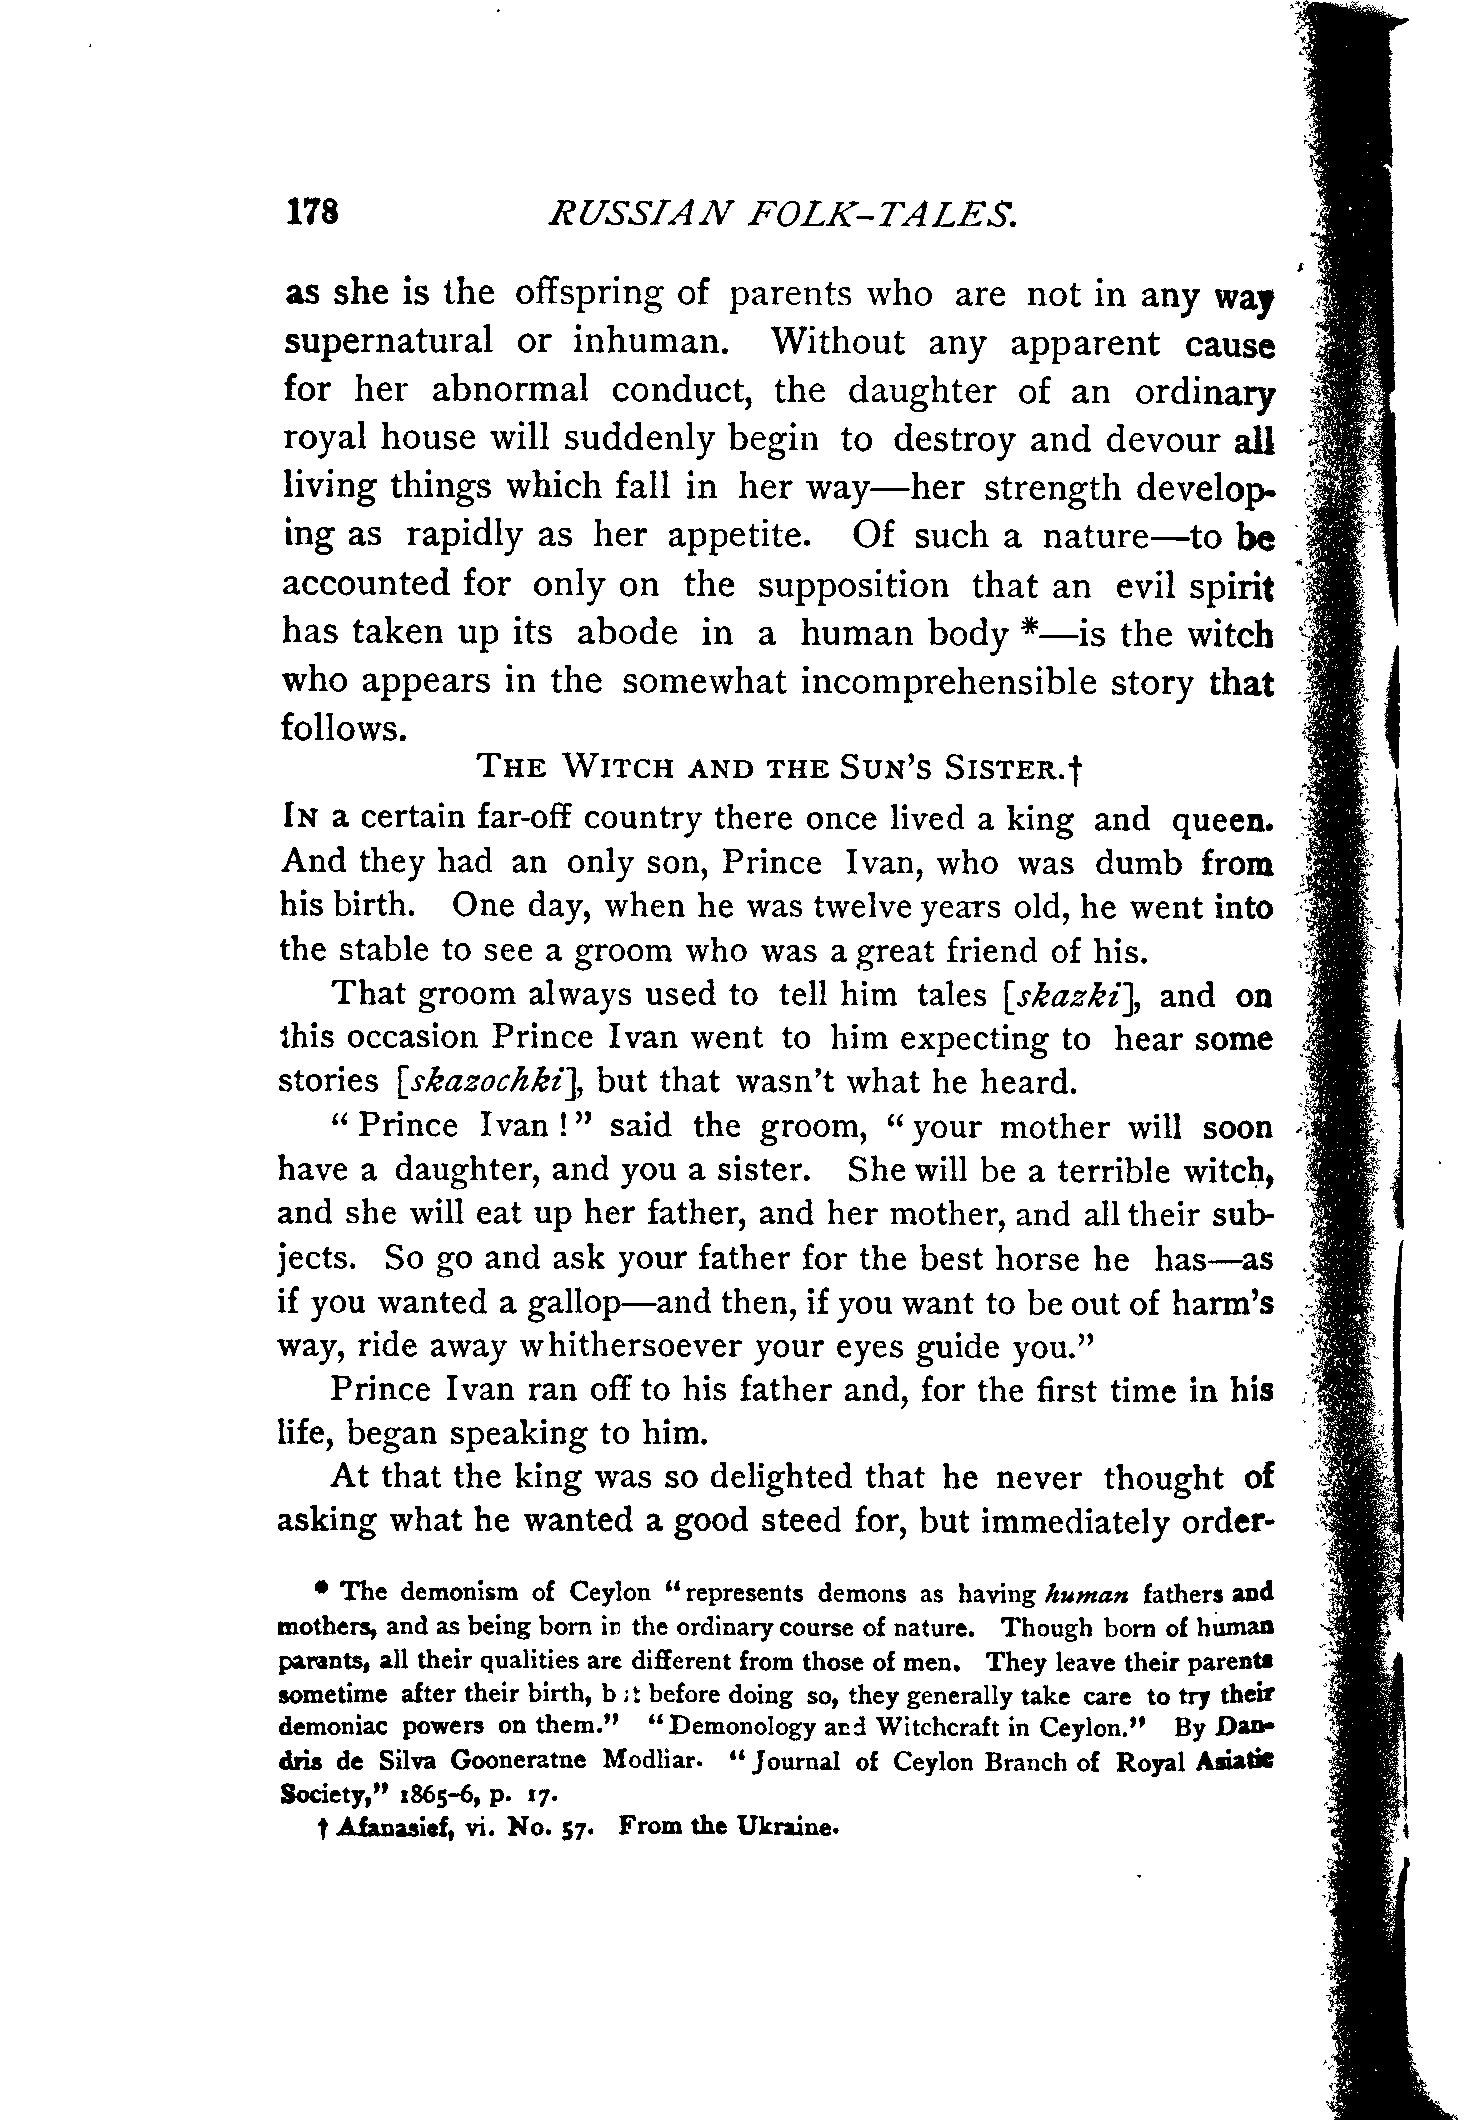 178 RUSSIAN FOLK-TALES.
as she is the offspring of parents who are not in any way
supernatural or inhuman. Without any apparent cause
for her abnormal conduct, the daughter of an ordinary
royal house will suddenly begin to destroy and devour all
living things which fall in her way—her strength develop-
ing as rapidly as her appetite. Of such a nature—to be
accounted for only on the supposition that an evil spirit
has taken up its abode in a human body *—is the witch
who appears in the somewhat incomprehensible story that
follows.
THE WITCH AND THE SUN'S SISTER.†
IN a certain far-off country there once lived a king and queen.
And they had an only son, Prince Ivan, who was dumb from
his birth. One day, when he was twelve years old, he went into
the stable to see a groom who was a great friend of his.
That groom always used to tell him tales [skazki], and on
this occasion Prince Ivan went to him expecting to hear some
stories [skazochki], but that wasn't what he heard.
“Prince Ivan!” said the groom, “your mother will soon
have a daughter, and you a sister. She will be a terrible witch,
and she will eat up her father, and her mother, and all their sub-
jects. So go and ask your father for the best horse he has—as
if you wanted a gallop—and then, if you want to be out of harm's
way, ride away whithersoever your eyes guide you.”
Prince Ivan ran off to his father and, for the first time in his
life, began speaking to him.
At that the king was so delighted that he never thought of
asking what he wanted a good steed for, but immediately order-
* The demonism of Ceylon “represents demons as having human fathers and
mothers, and as being born in the ordinary course of nature. Though born of human
parents, all their qualities are different from those of men. They leave their parents
sometime after their birth, but before doing so, they generally take care to try their
demoniac powers on them.” “Demonology and Witchcraft in Ceylon.” By Dan-
dris de Silva Gooneratne Modliar. “Journal of Ceylon Branch of Royal Asiatic
Society,” 1865-6, p. 17.
† Afanasief, vi. No. 57. From the Ukraine.